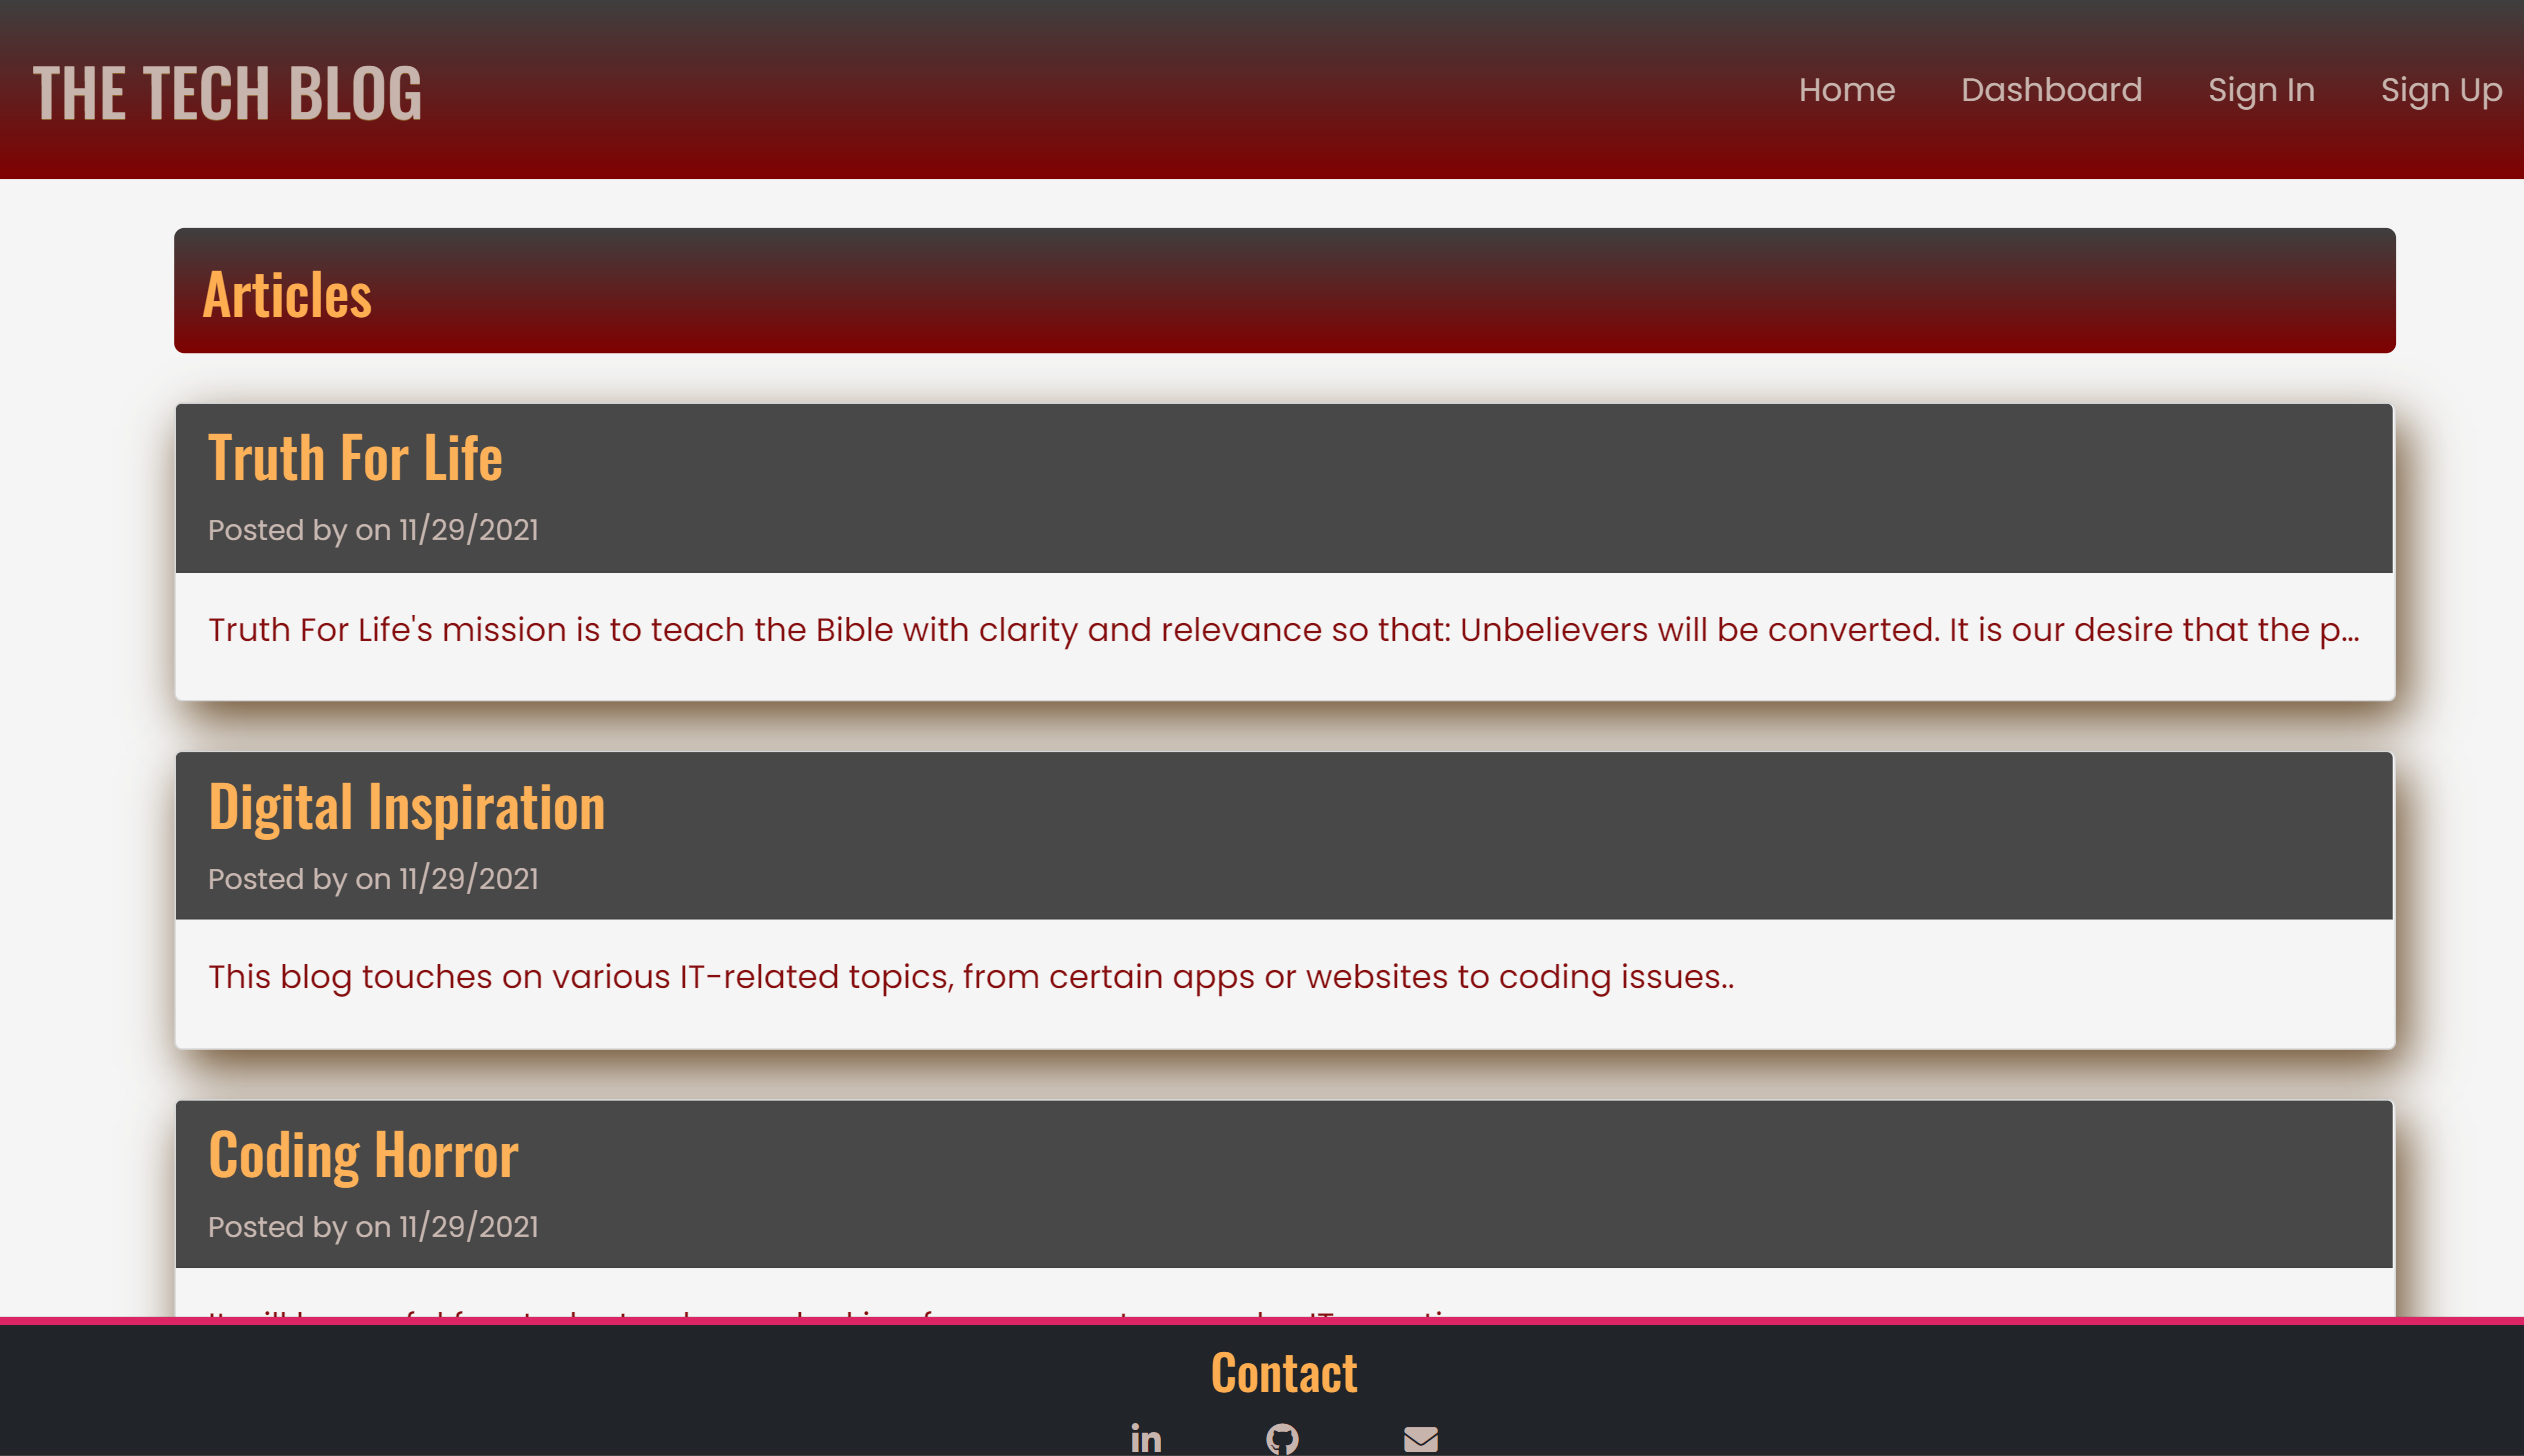 THE TECH BLOG
Home Dashboard Sign In Sign Up
Articles
Truth For Life
Posted by on 11/29/2021
Truth For Life's mission is to teach the Bible with clarity and relevance so that: Unbelievers will be converted. It is our desire that the p...
Digital Inspiration
Posted by on 11/29/2021
This blog touches on various IT-related topics, from certain apps or websites to coding issues..
Coding Horror
Posted by on 11/29/2021
Contact